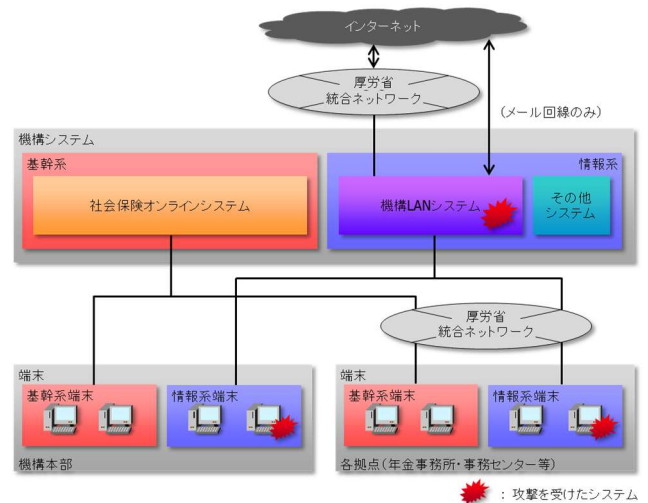 インターネット
厚労省
統合ネットワーク
(メール回線のみ)
機構システム
基幹系
情報系
社会保険オンラインシステム
機構LANシステム
その他
システム
厚労省
統合ネットワーク
端末
基幹系端末
情報系端末
機構本部
端末
基幹系端末
情報系端末
各拠点(年金事務所・事務センター等)
：攻撃を受けたシステム